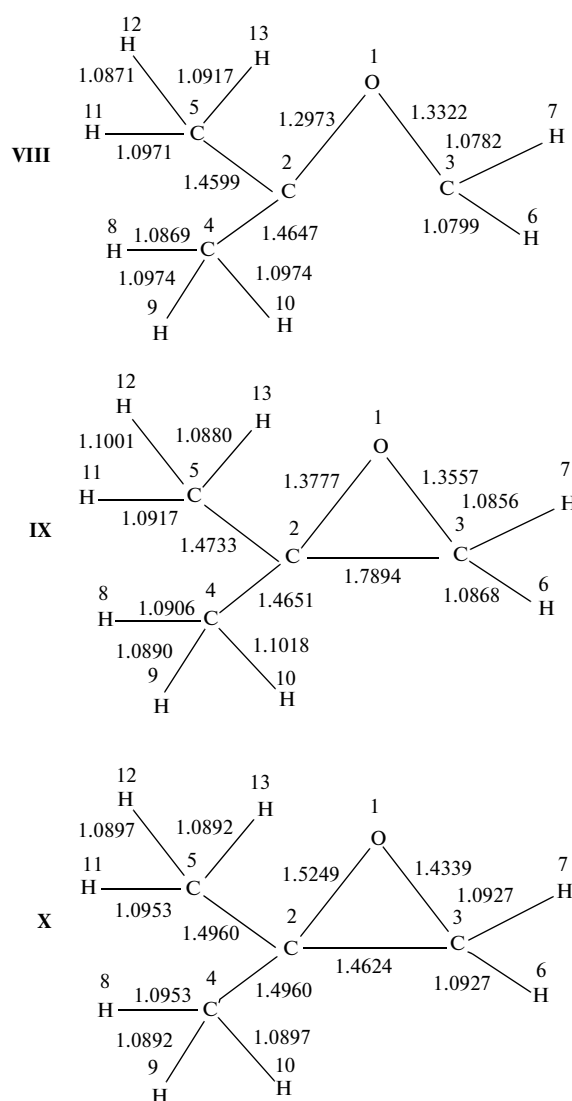 12
H
13
H
1
O
1.0871
1.0917
11
H
5
C
1.2973
1.3322
7
H
1.0782
VIII
1.0971
2
C
3
C
1.4599
1.0799
6
H
8
H
1.0869
4
C
1.4647
1.0974
1.0974
9
H
10
H
12
H
13
H
1
O
1.1001
1.0880
11
H
5
C
1.3777
1.3557
7
H
1.0856
IX
1.0917
2
C
3
C
1.4733
1.7894
1.0868
6
H
8
H
1.0906
4
C
1.4651
1.0890
1.1018
9
H
10
H
12
H
13
H
1
O
1.0897
1.0892
11
H
5
C
1.5249
1.4339
7
H
1.0927
X
1.0953
2
C
3
C
1.4960
1.4624
1.0927
6
H
8
H
1.0953
4
C
1.4960
1.0892
1.0897
9
H
10
H